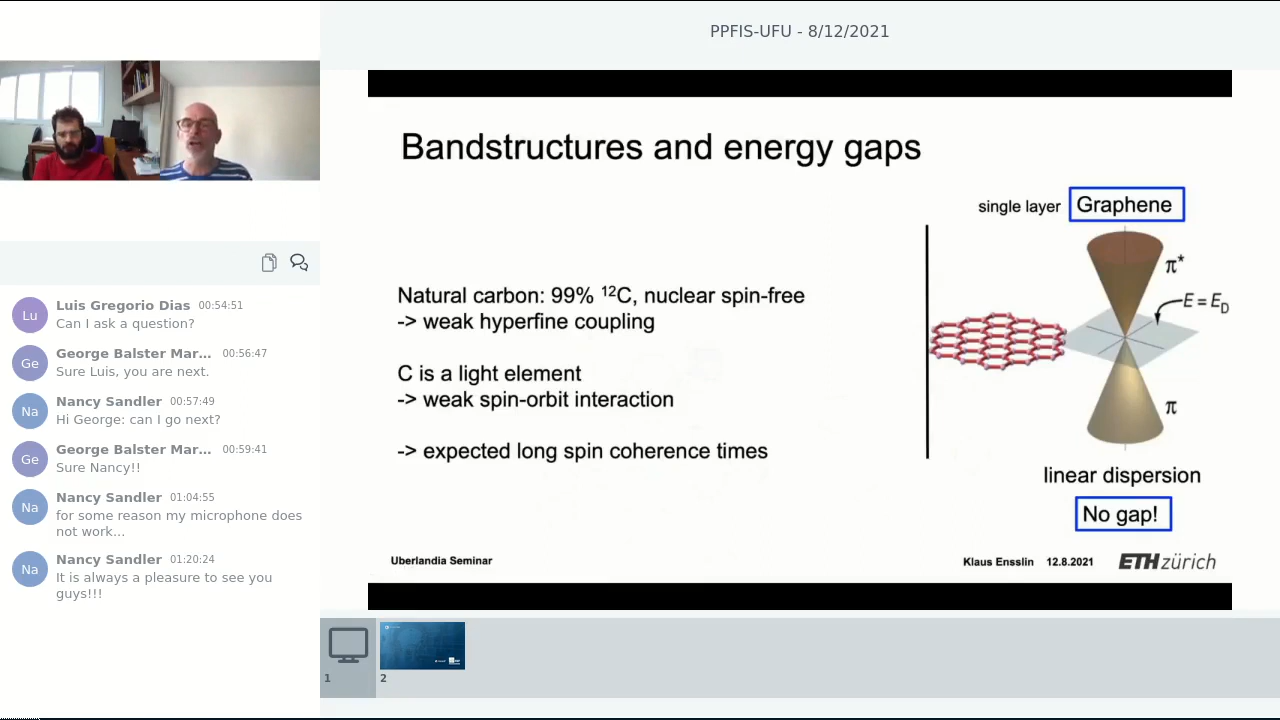 PPFIS-UFU - 8/12/2021
Lu
Luis Gregorio Dias 00:54:51
Can I ask a question?
Ge
George Balster Mar... 00:56:47
Sure Luis, you are next.
Na
Nancy Sandler 00:57:49
Hi George: can I go next?
Ge
George Balster Mar... 00:59:41
Sure Nancy!!
Na
Nancy Sandler 01:04:55
for some reason my microphone does
not work...
Na
Nancy Sandler 01:20:24
It is always a pleasure to see you
guys!!!
Bandstructures and energy gaps
single layer Graphene
Natural carbon: 99% ¹²C, nuclear spin-free
-> weak hyperfine coupling
C is a light element
-> weak spin-orbit interaction
-> expected long spin coherence times
π*
E = E_D
π
linear dispersion
No gap!
Uberlandia Seminar
Klaus Ensslin 12.8.2021 ETH zürich
1
2